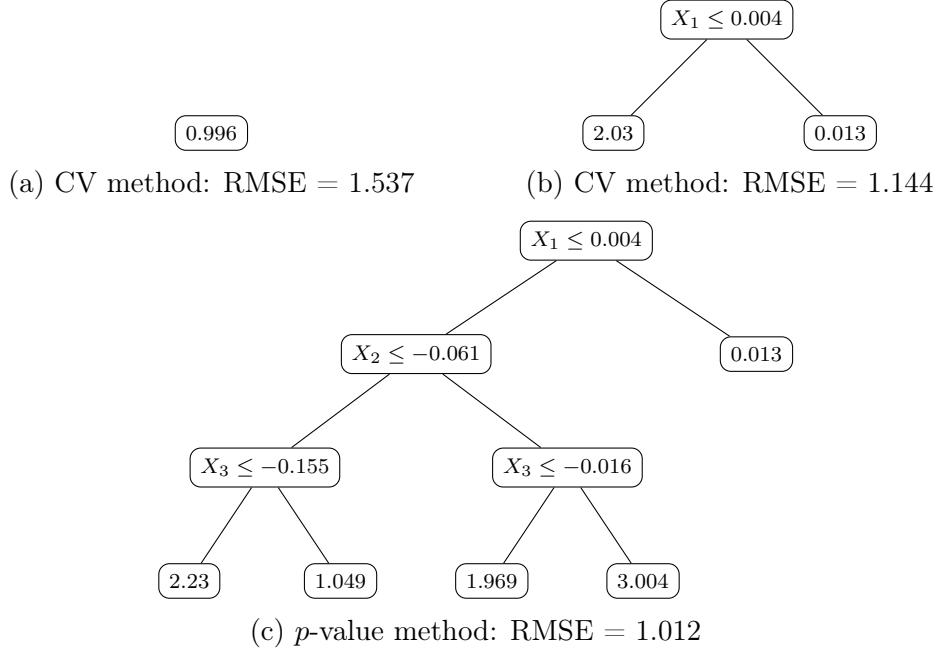 X₁ ≤ 0.004
0.996
2.03
0.013
(a) CV method: RMSE = 1.537
(b) CV method: RMSE = 1.144
X₁ ≤ 0.004
X₂ ≤ −0.061
0.013
X₃ ≤ −0.155
X₃ ≤ −0.016
2.23
1.049
1.969
3.004
(c) p-value method: RMSE = 1.012